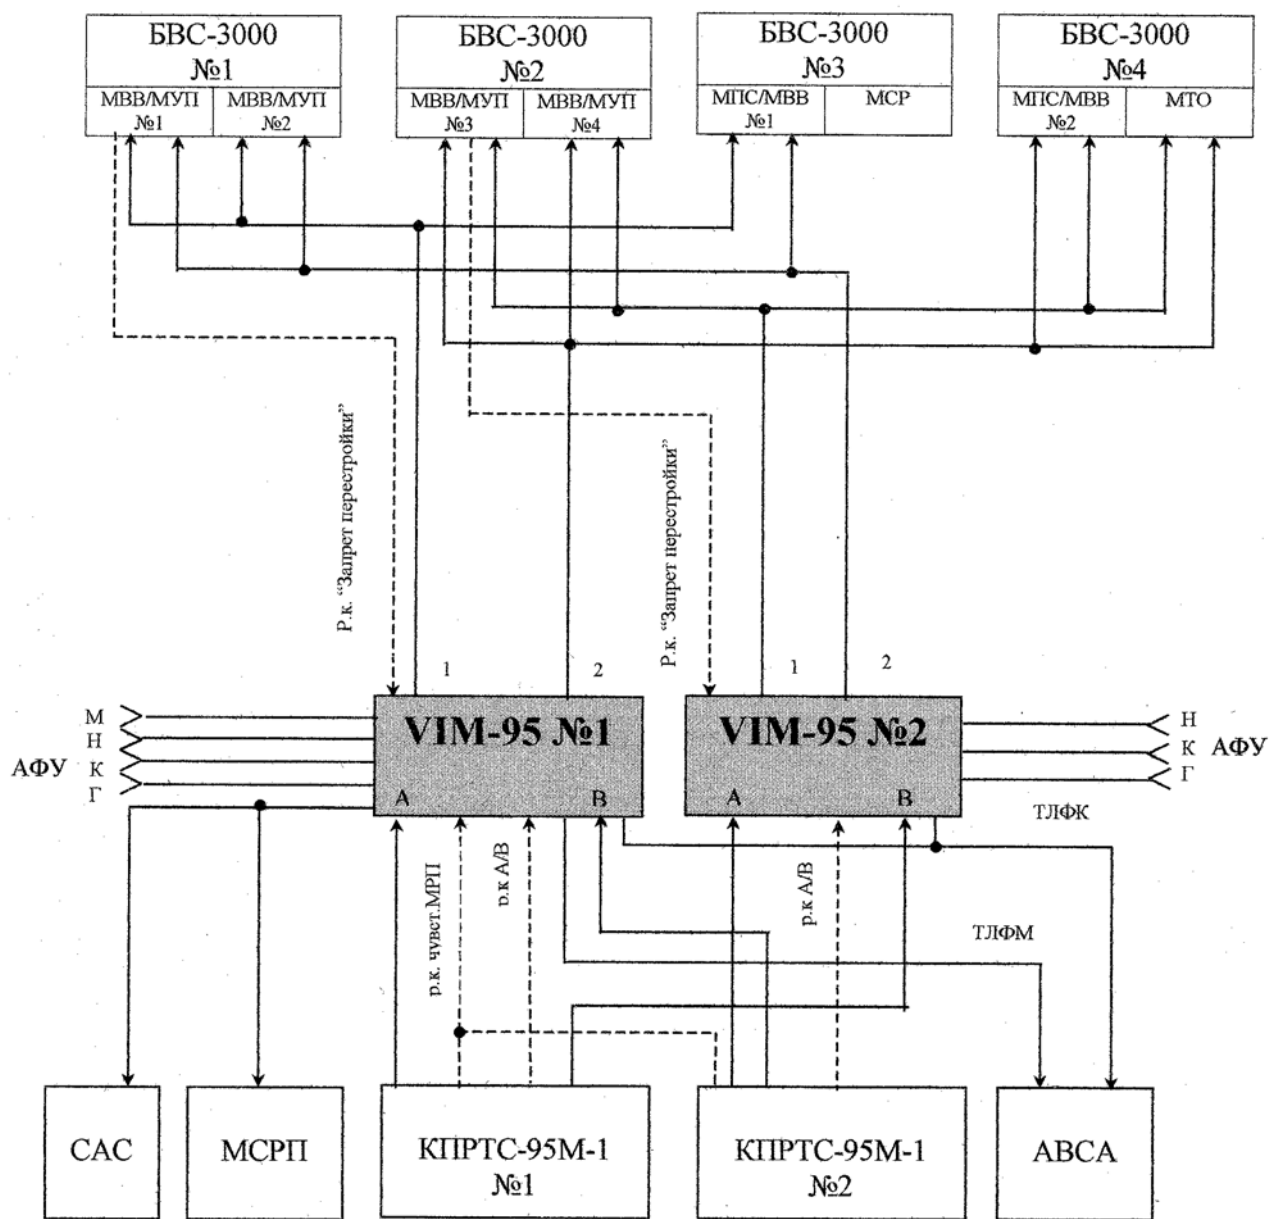 БВС-3000
№1
МВВ/МУП
№1
МВВ/МУП
№2
БВС-3000
№2
МВВ/МУП
№3
МВВ/МУП
№4
БВС-3000
№3
МПС/МВВ
№1
МСР
БВС-3000
№4
МПС/МВВ
№2
МТО
Р.к. “Запрет перестройки”
Р.к. “Запрет перестройки”
1
2
1
2
VIM-95 №1
A
B
VIM-95 №2
A
B
АФУ
М
Н
К
Г
Н
К
Г
АФУ
ТЛФК
р.к. чувст.МРП
р.к А/В
р.к А/В
ТЛФМ
САС
МСРП
КПРТС-95М-1
№1
КПРТС-95М-1
№2
АВСА